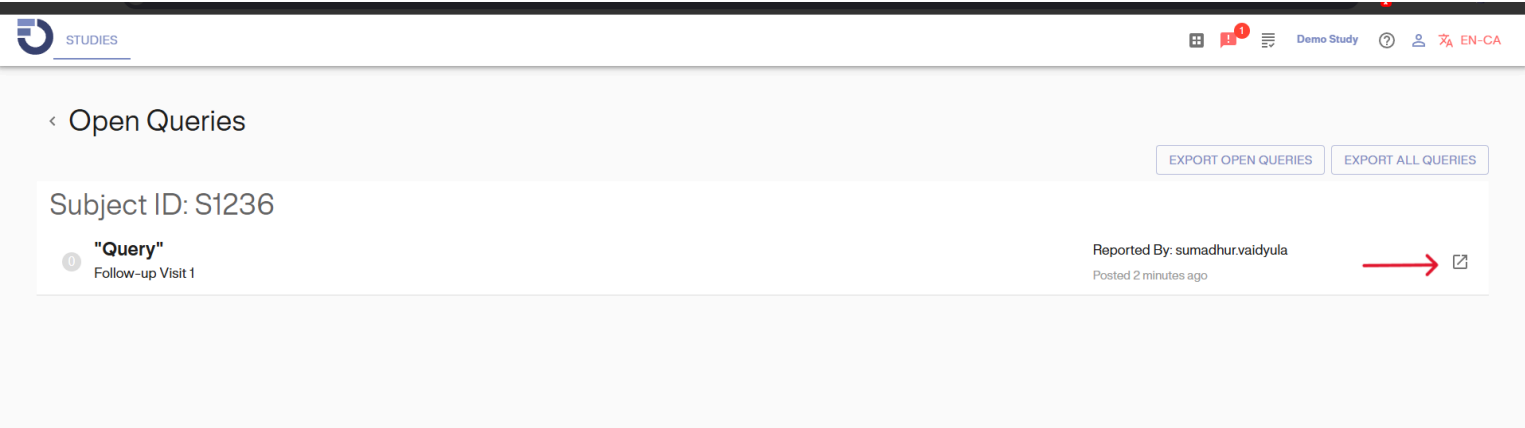 STUDIES
1
Demo Study
EN-CA
Open Queries
EXPORT OPEN QUERIES
EXPORT ALL QUERIES
Subject ID: S1236
0
"Query"
Follow-up Visit 1
Reported By: sumadhur.vaidyula
Posted 2 minutes ago